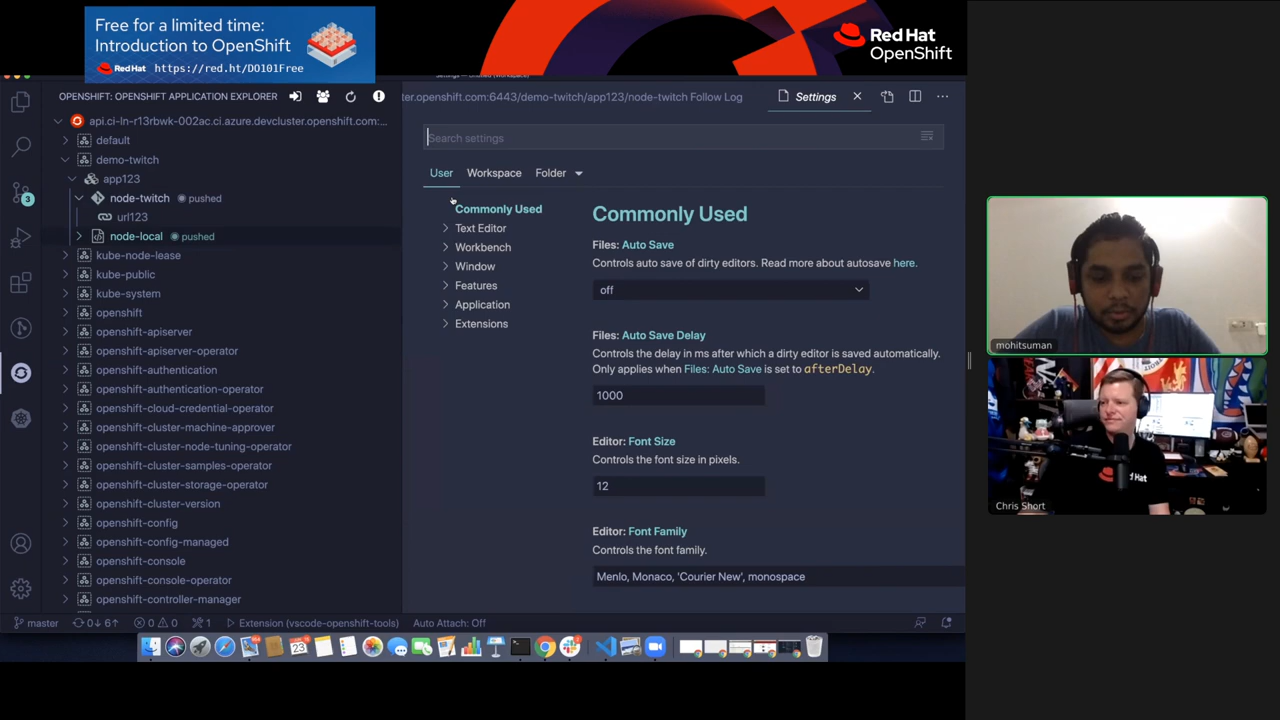 Free for a limited time:
Introduction to OpenShift
Red Hat https://red.ht/DO101Free
Red Hat
OpenShift
OPENSHIFT: OPENSHIFT APPLICATION EXPLORER
ter.openshift.com:6443/demo-twitch/app123/node-twitch Follow Log
Settings
api.ci-ln-r13rbwk-002ac.ci.azure.devcluster.openshift.com:...
default
demo-twitch
app123
node-twitch pushed
url123
node-local pushed
kube-node-lease
kube-public
kube-system
openshift
openshift-apiserver
openshift-apiserver-operator
openshift-authentication
openshift-authentication-operator
openshift-cloud-credential-operator
openshift-cluster-machine-approver
openshift-cluster-node-tuning-operator
openshift-cluster-samples-operator
openshift-cluster-storage-operator
openshift-cluster-version
openshift-config
openshift-config-managed
openshift-console
openshift-console-operator
openshift-controller-manager
3
Search settings
User Workspace Folder
Commonly Used
Text Editor
Workbench
Window
Features
Application
Extensions
Commonly Used
Files: Auto Save
Controls auto save of dirty editors. Read more about autosave here.
off
Files: Auto Save Delay
Controls the delay in ms after which a dirty editor is saved automatically.
Only applies when Files: Auto Save is set to afterDelay.
1000
Editor: Font Size
Controls the font size in pixels.
12
Editor: Font Family
Controls the font family.
Menlo, Monaco, 'Courier New', monospace
master 0↓ 6↑ 0 0 1 Extension (vscode-openshift-tools) Auto Attach: Off
mohitsuman
Chris Short